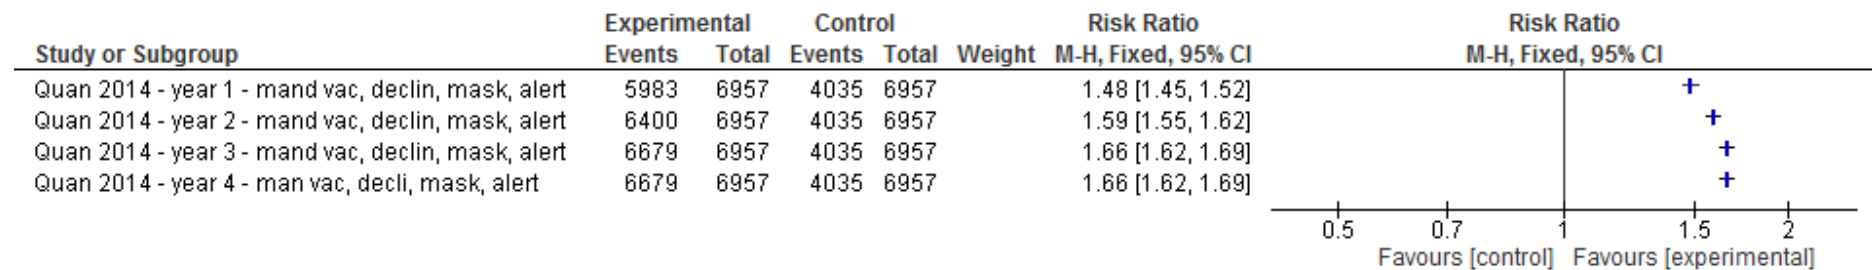 Experimental Control Risk Ratio Risk Ratio
Study or Subgroup Events Total Events Total Weight M-H, Fixed, 95% CI M-H, Fixed, 95% CI
Quan 2014 - year 1 - mand vac, declin, mask, alert 5983 6957 4035 6957 1.48 [1.45, 1.52]
Quan 2014 - year 2 - mand vac, declin, mask, alert 6400 6957 4035 6957 1.59 [1.55, 1.62]
Quan 2014 - year 3 - mand vac, declin, mask, alert 6679 6957 4035 6957 1.66 [1.62, 1.69]
Quan 2014 - year 4 - man vac, decli, mask, alert 6679 6957 4035 6957 1.66 [1.62, 1.69]
0.5 0.7 1 1.5 2
Favours [control] Favours [experimental]